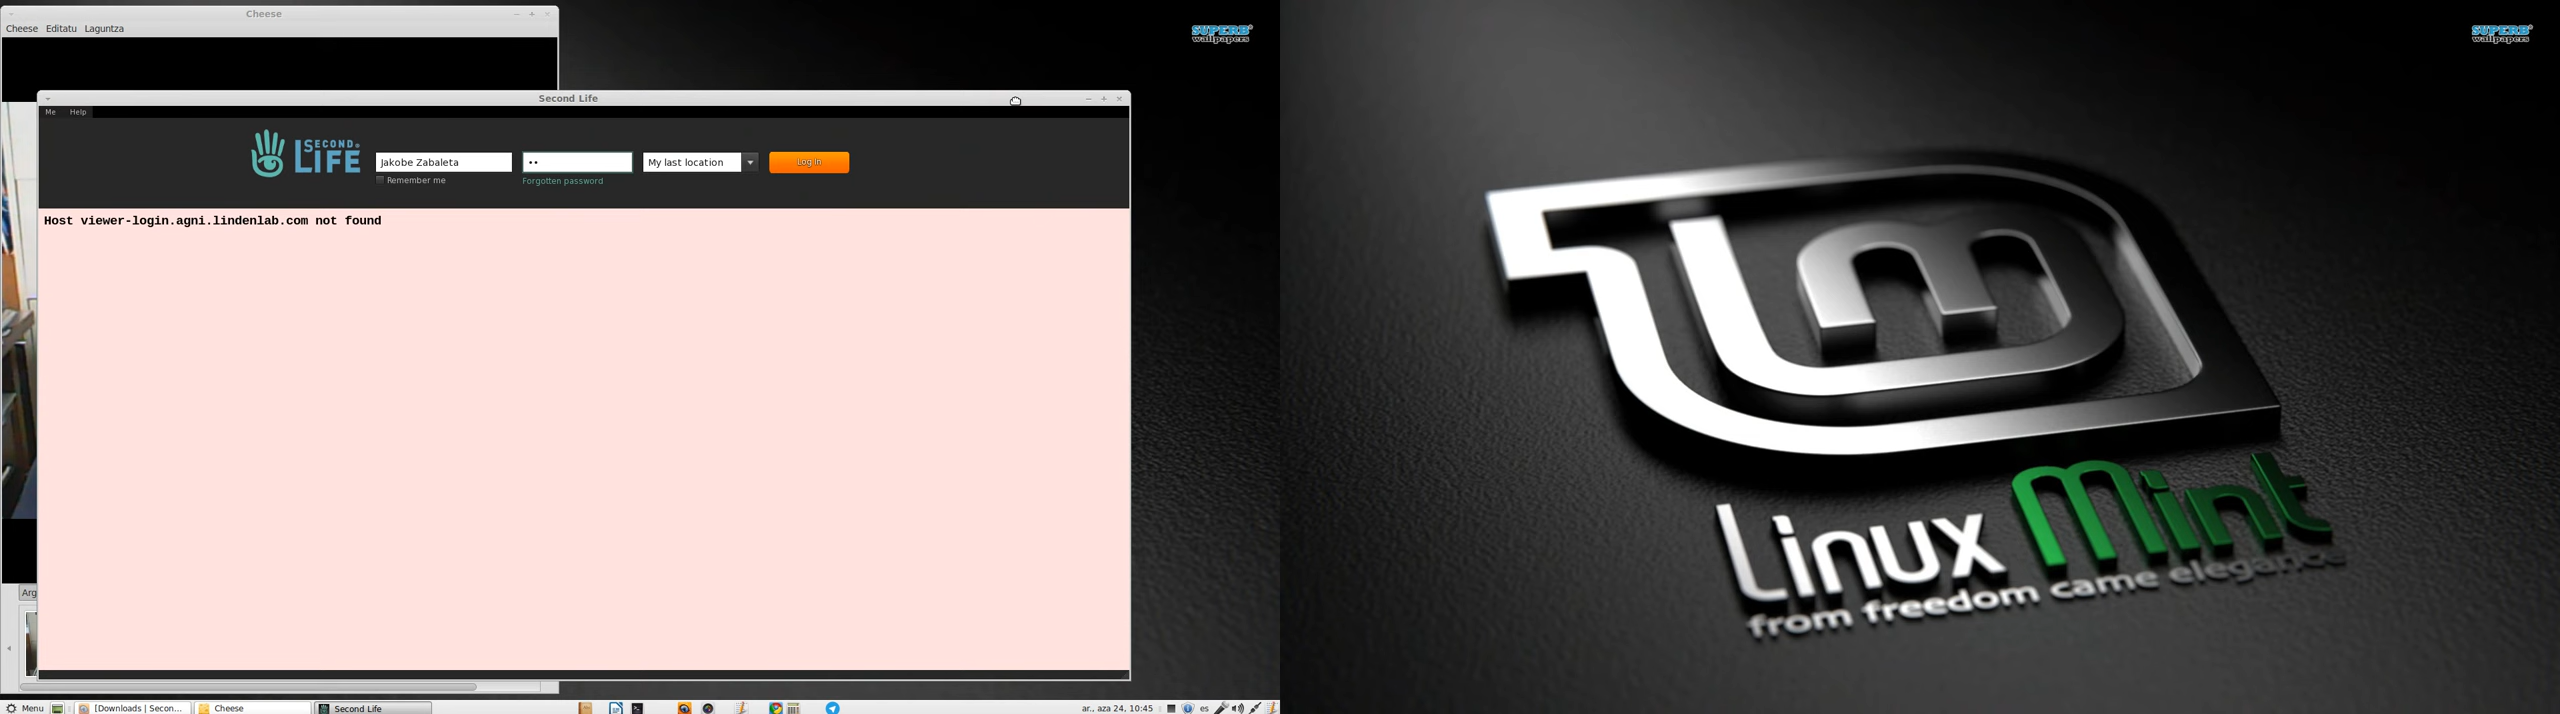 Cheese
Cheese Editatu Laguntza
SUPERB
wallpapers
SUPERB
wallpapers
Second Life
Me Help
SECOND
LIFE
Jakobe Zabaleta
••
My last location
Log in
Remember me
Forgotten password
Host viewer-login.agni.lindenlab.com not found
Linux Mint
from freedom came elegance
Arg
Menu
[Downloads | Secon...
Cheese
Second Life
ar., aza 24, 10:45
es